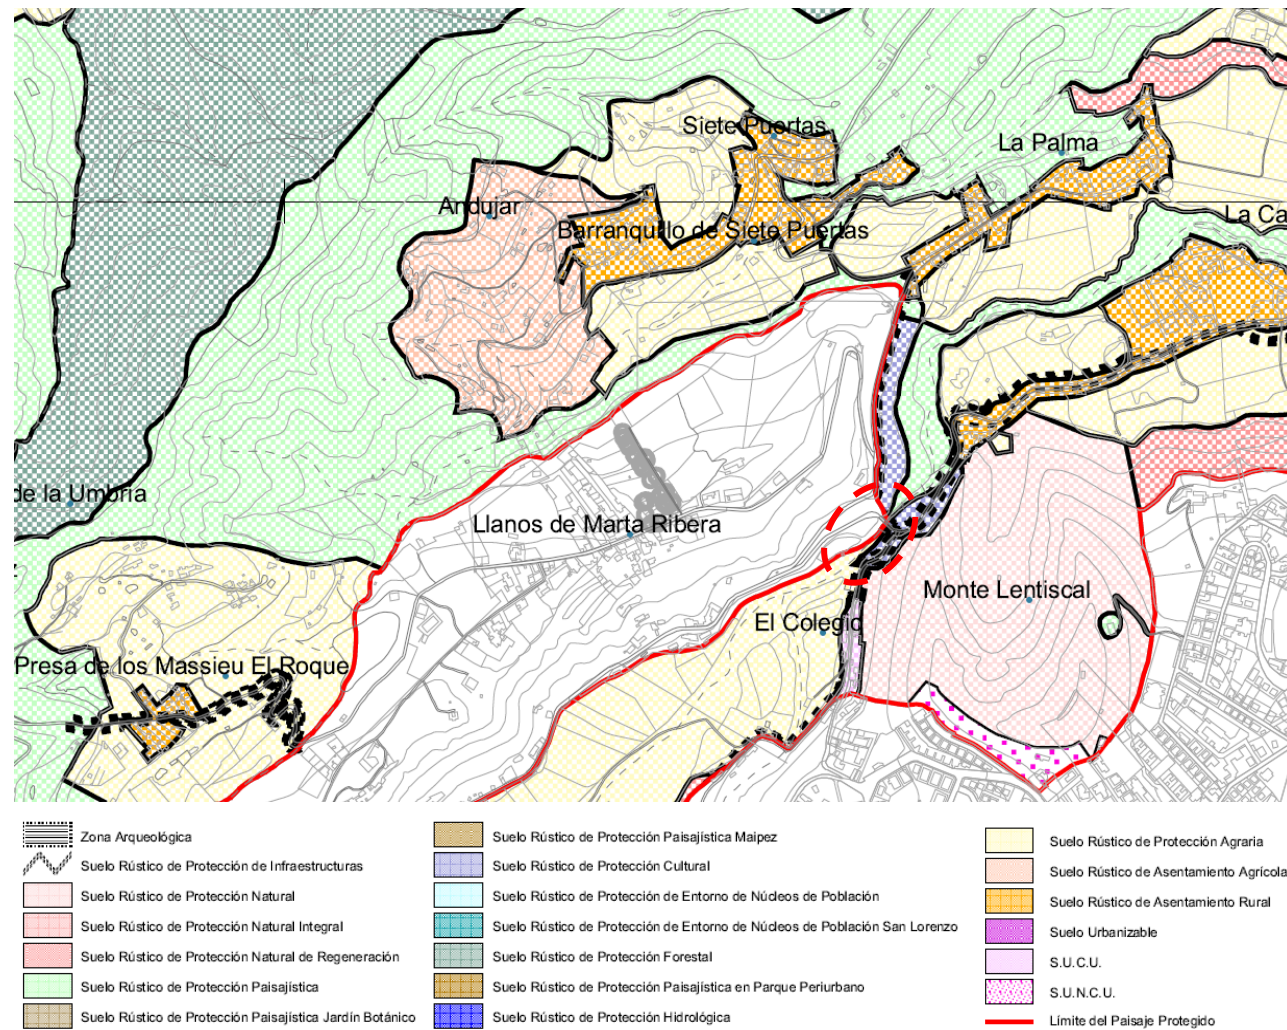 Siete Puertas
La Palma
Andujar
La Ca
Barranquillo de Siete Puertas
de la Umbria
Llanos de Marta Ribera
Monte Lentiscal
El Colegio
Presa de los Massieu El Roque
Zona Arqueológica
Suelo Rústico de Protección de Infraestructuras
Suelo Rústico de Protección Natural
Suelo Rústico de Protección Natural Integral
Suelo Rústico de Protección Natural de Regeneración
Suelo Rústico de Protección Paisajística
Suelo Rústico de Protección Paisajística Jardín Botánico
Suelo Rústico de Protección Paisajística Maipez
Suelo Rústico de Protección Cultural
Suelo Rústico de Protección de Entorno de Núcleos de Población
Suelo Rústico de Protección de Entorno de Núcleos de Población San Lorenzo
Suelo Rústico de Protección Forestal
Suelo Rústico de Protección Paisajística en Parque Periurbano
Suelo Rústico de Protección Hidrológica
Suelo Rústico de Protección Agraria
Suelo Rústico de Asentamiento Agrícola
Suelo Rústico de Asentamiento Rural
Suelo Urbanizable
S.U.C.U.
S.U.N.C.U.
Límite del Paisaje Protegido